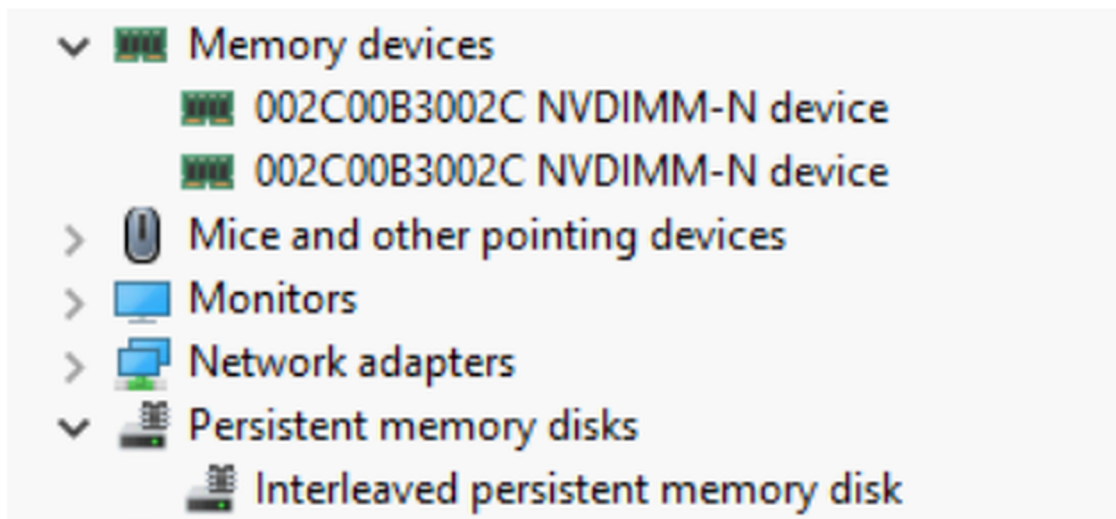 Memory devices
002C00B3002C NVDIMM-N device
002C00B3002C NVDIMM-N device
Mice and other pointing devices
Monitors
Network adapters
Persistent memory disks
Interleaved persistent memory disk